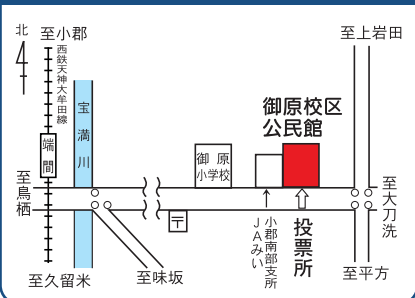 北
至小郡
至上岩田
西鉄天神大牟田線
宝満川
端間
御原校区
公民館
御原
小学校
至鳥栖
至大刀洗
〒
JAみい
小郡南部支所
投票所
至久留米
至味坂
至平方